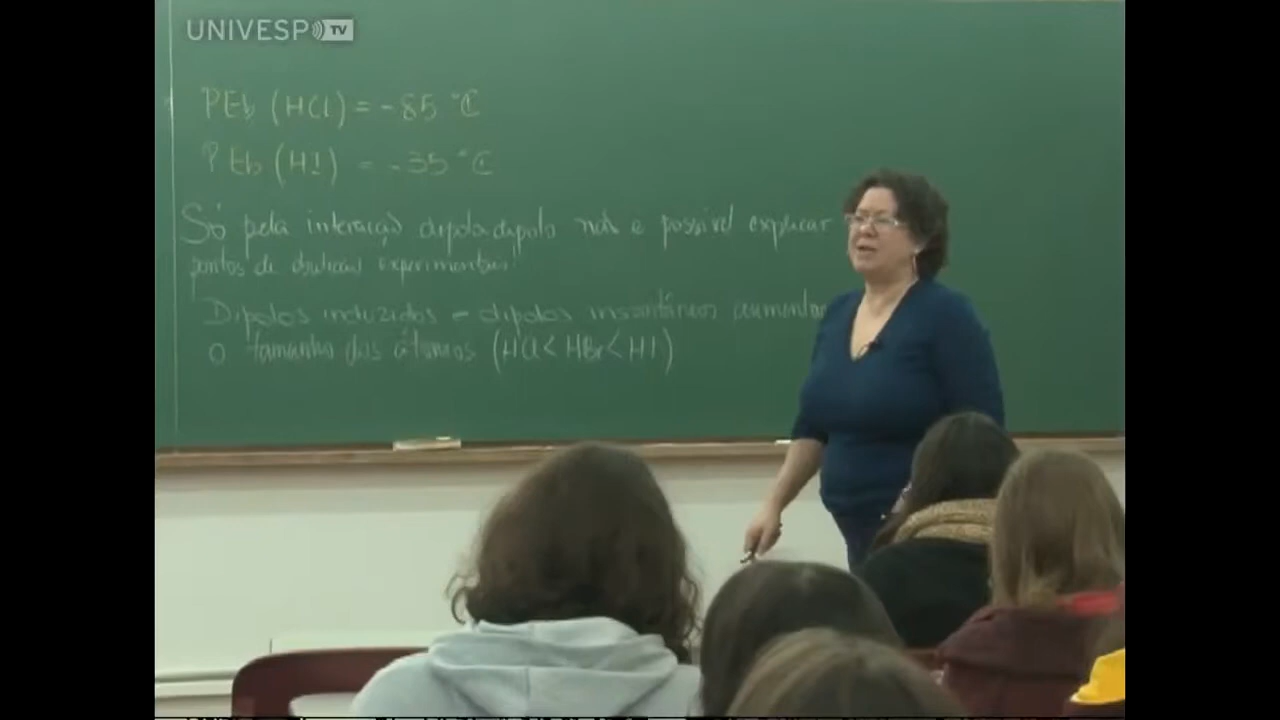 UNIVESP TV
PEb (HCl) = -85 °C
PEb (HI) = -35 °C
Só pela interação dipolo-dipolo não e possível explicar
pontos de ebulição experimentais!
Dipolos induzidos - dipolos instantâneos aumentam
o tamanho dos átomos (HCl < HBr < HI)